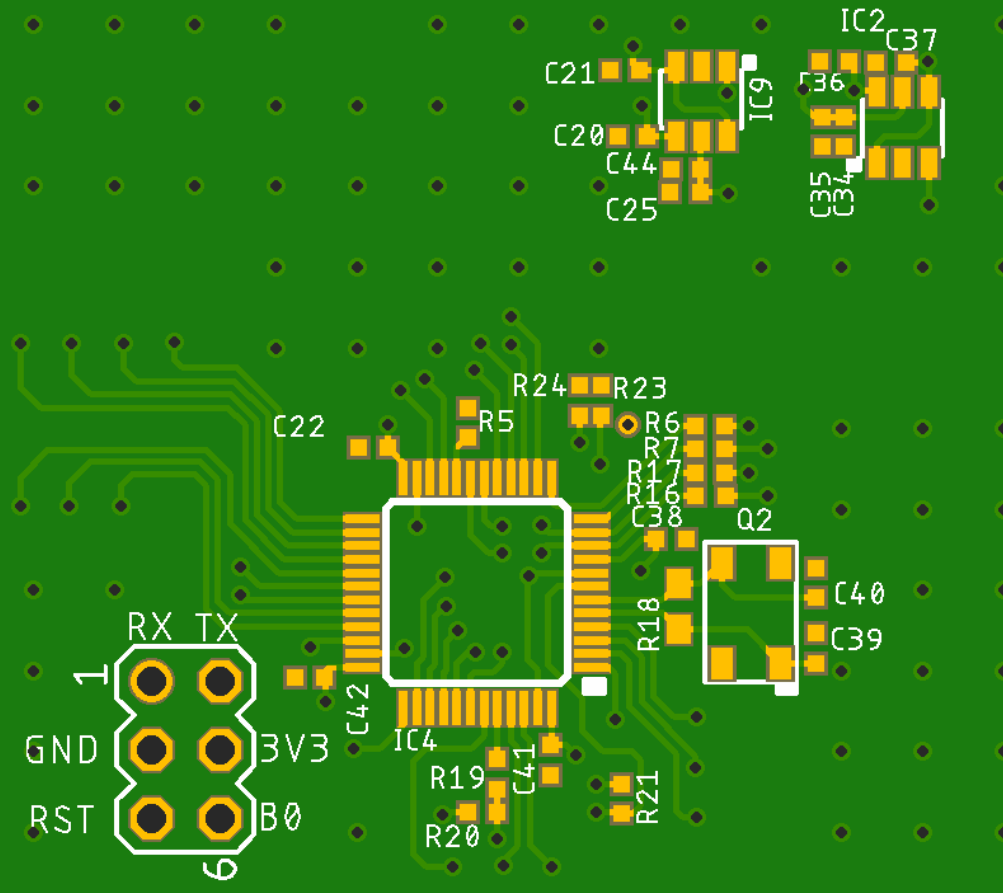 IC2
C37
C21
IC9
C36
C20
C44
C25
C35
C34
R24
R23
C22
R5
R6
R7
R17
R16
C38
Q2
R18
C40
C39
RX TX
1
C42
GND
3V3
IC4
C41
R19
R21
RST
B0
R20
6